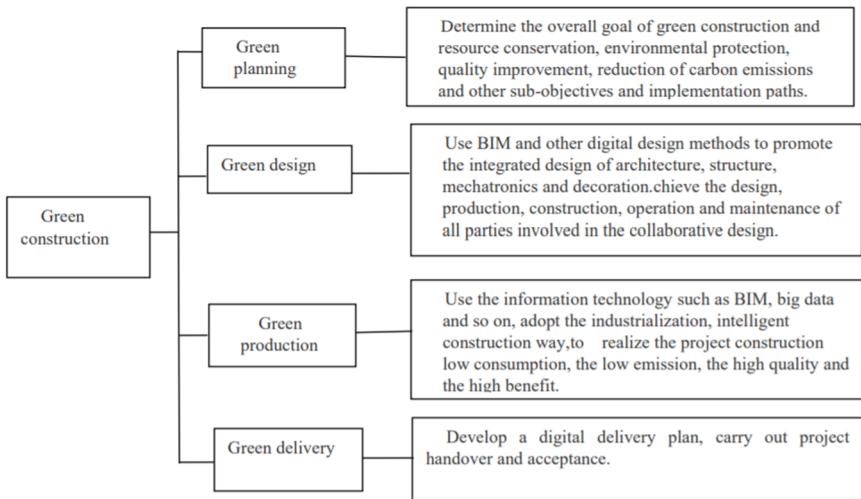 Green
construction
Green
planning
Determine the overall goal of green construction and
resource conservation, environmental protection,
quality improvement, reduction of carbon emissions
and other sub-objectives and implementation paths.
Green design
Use BIM and other digital design methods to promote
the integrated design of architecture, structure,
mechatronics and decoration.chieve the design,
production, construction, operation and maintenance of
all parties involved in the collaborative design.
Green
production
Use the information technology such as BIM, big data
and so on, adopt the industrialization, intelligent
construction way,to realize the project construction
low consumption, the low emission, the high quality and
the high benefit.
Green delivery
Develop a digital delivery plan, carry out project
handover and acceptance.